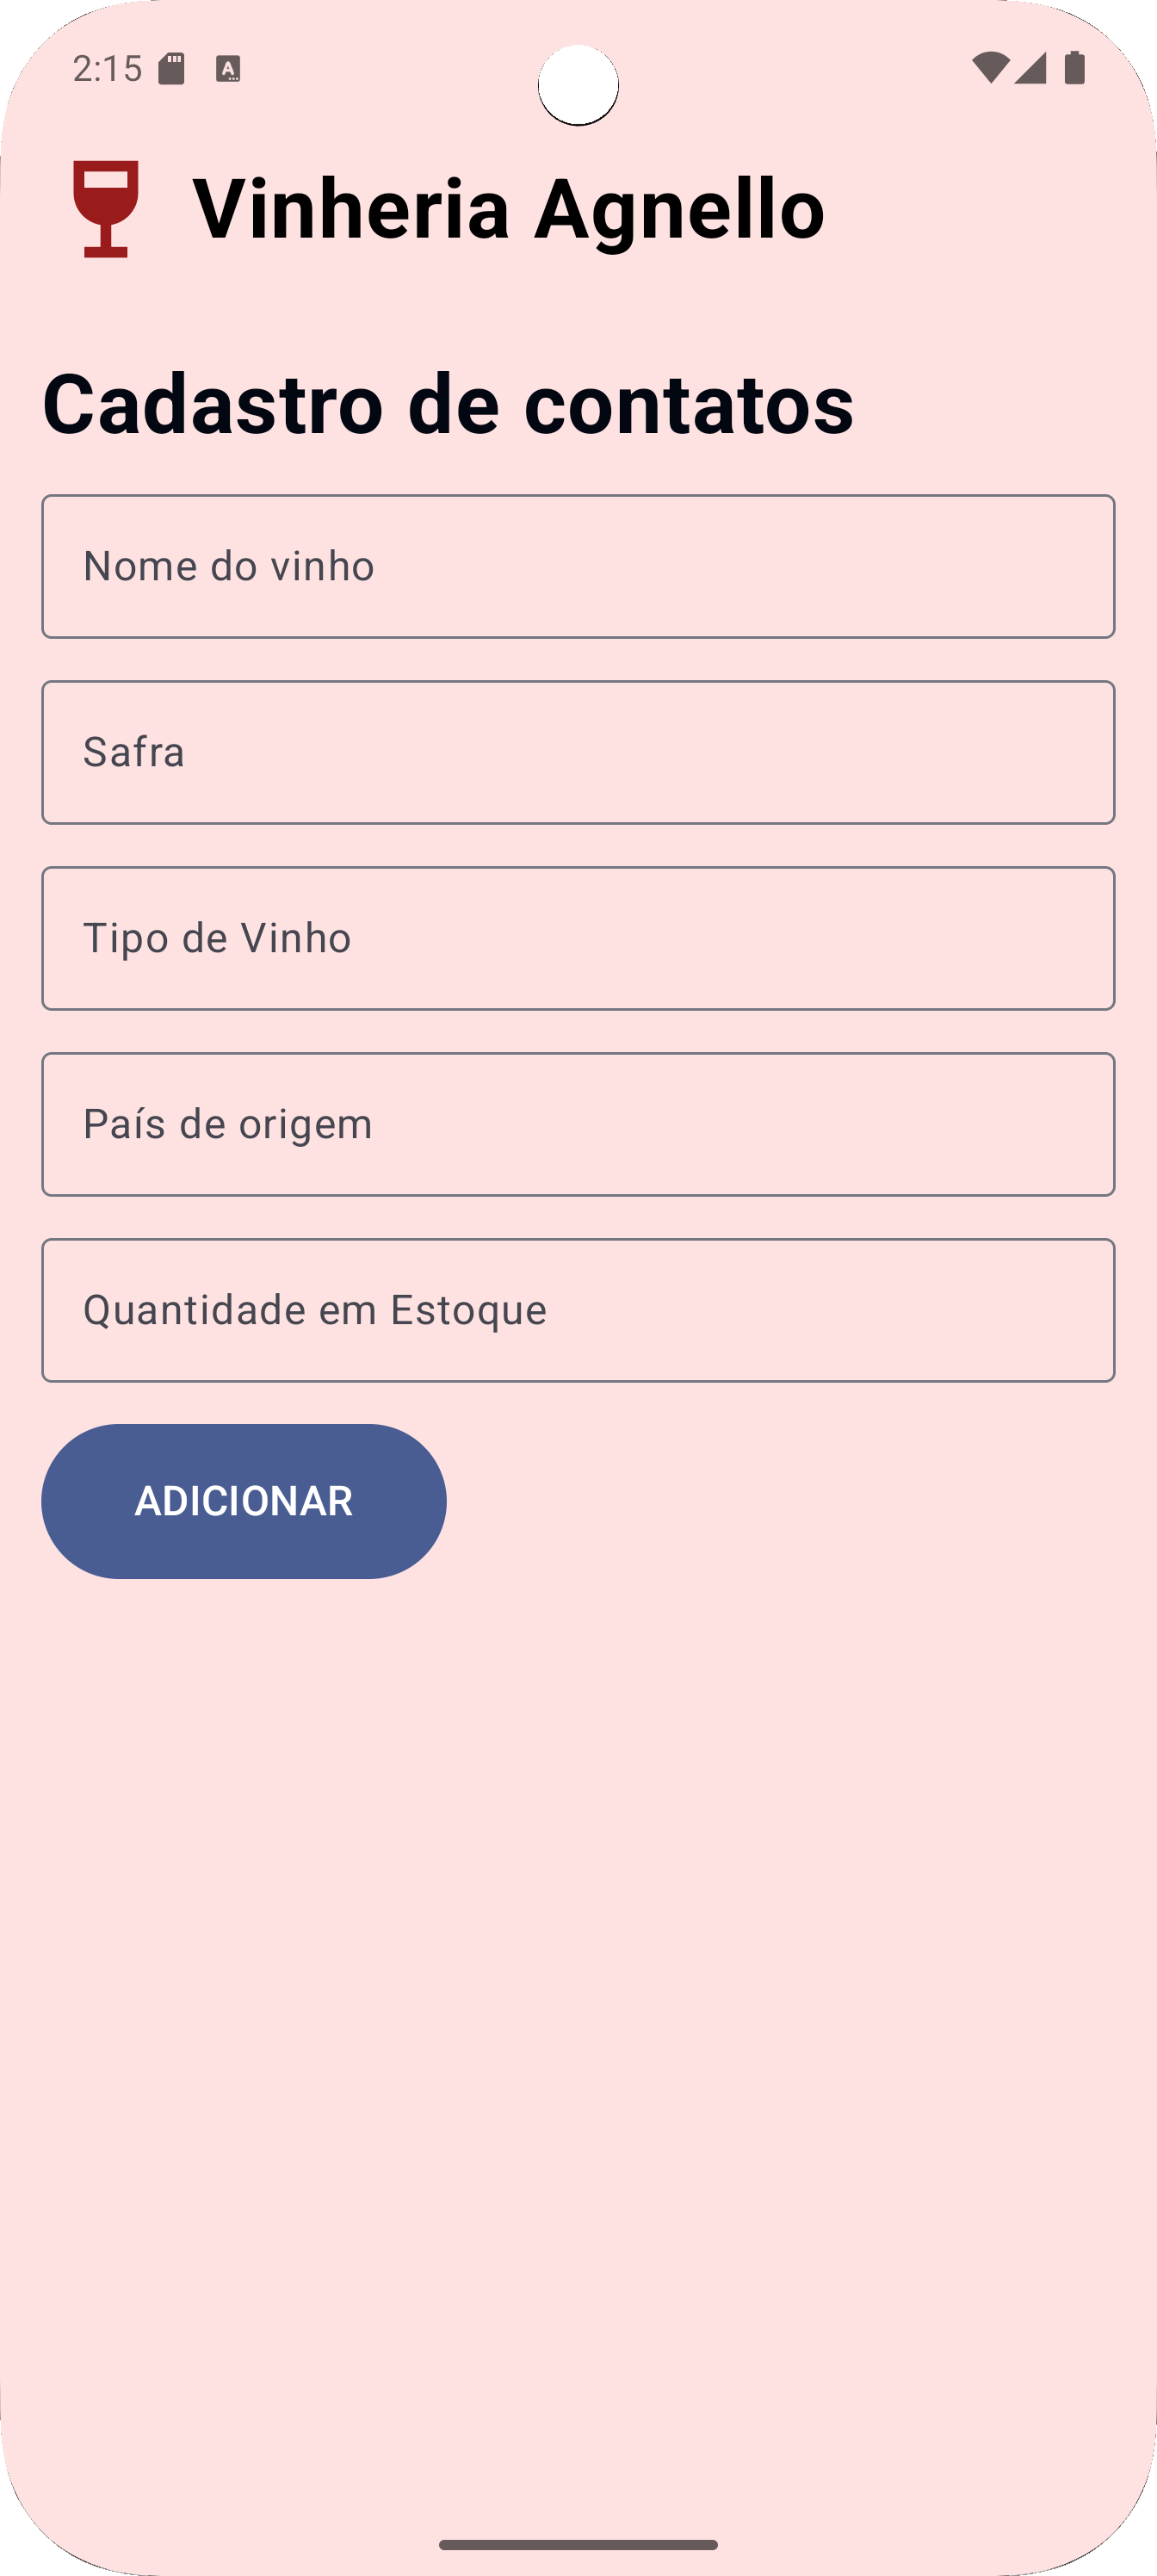 2:15
Vinheria Agnello
Cadastro de contatos
Nome do vinho
Safra
Tipo de Vinho
País de origem
Quantidade em Estoque
ADICIONAR